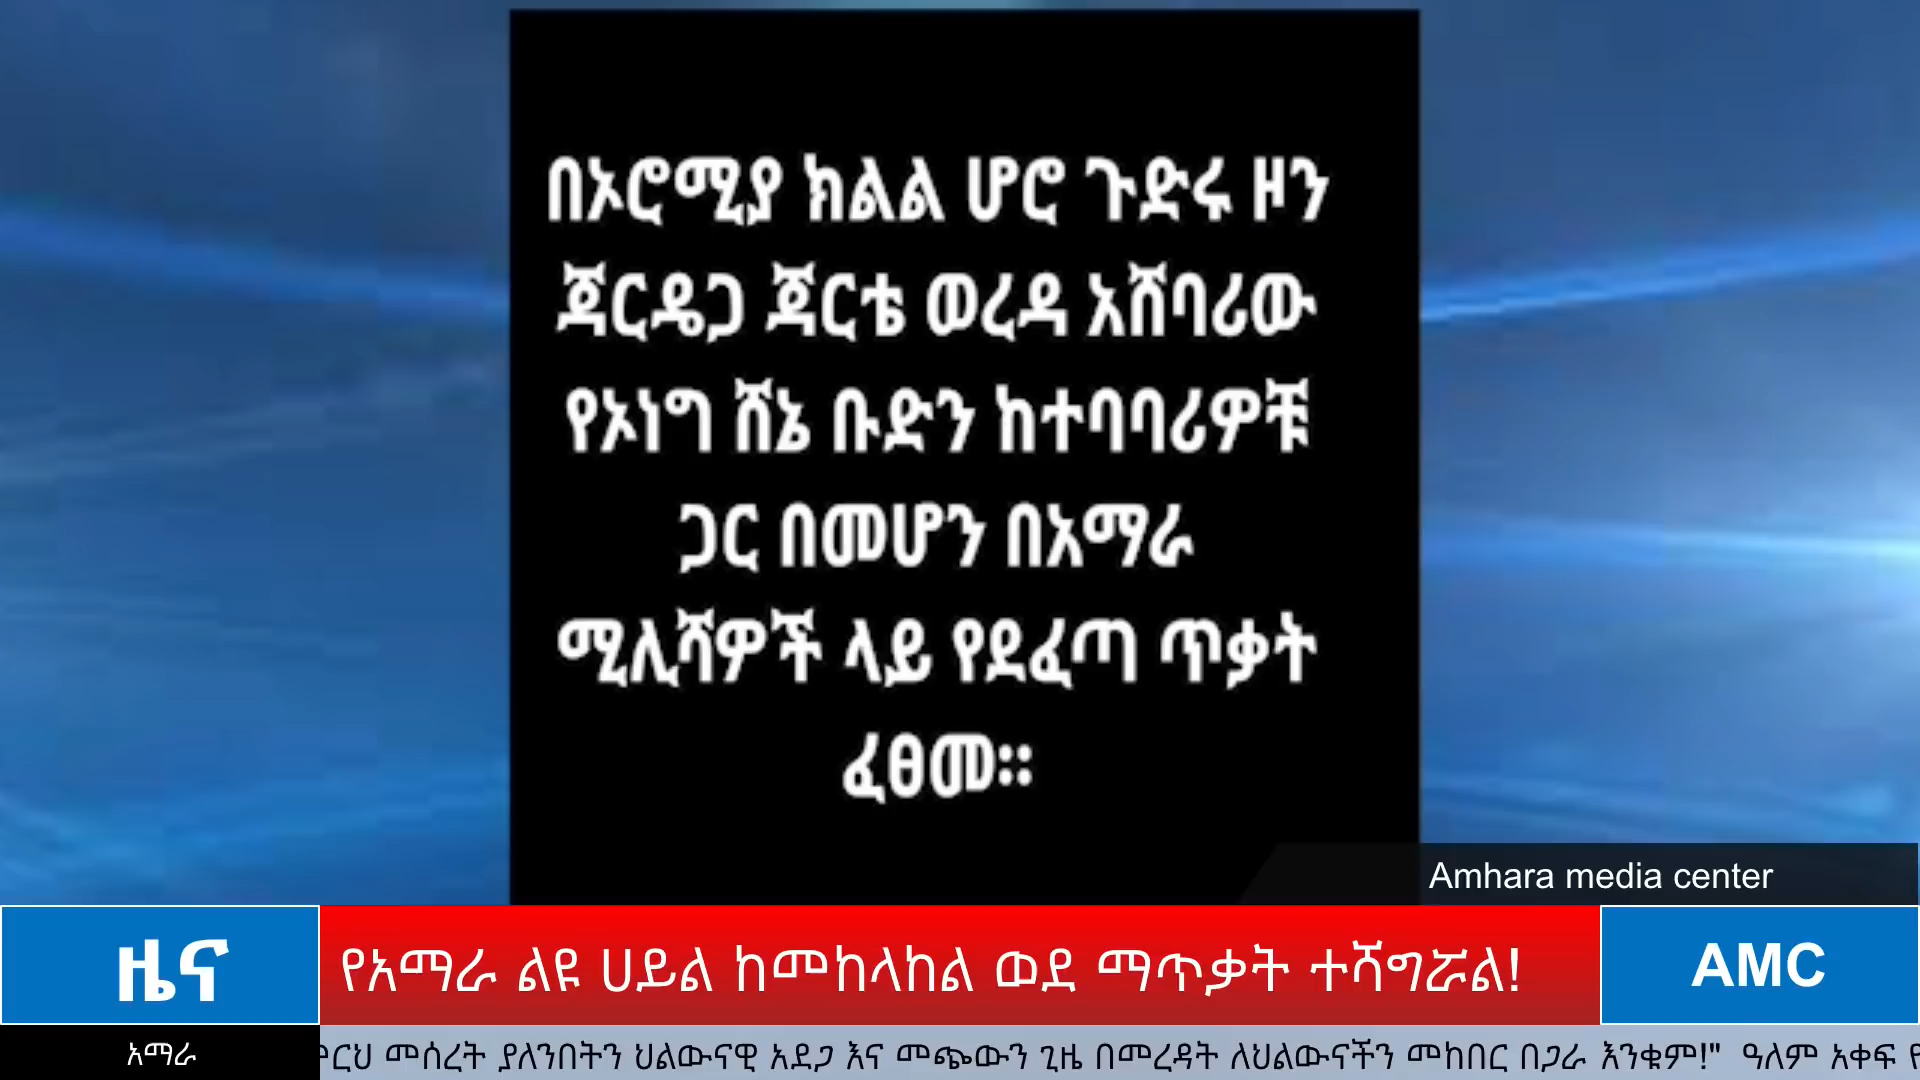 በኦሮሚያ ክልል ሆሮ ጉድሩ ዞን
ጃርዴጋ ጃርቴ ወረዳ አሸባሪው
የኦነግ ሸኔ ቡድን ከተባባሪዎቹ
ጋር በመሆን በአማራ
ሚሊሻዎች ላይ የደፈጣ ጥቃት
ፈፀመ።
Amhara media center
ዜና
የአማራ ልዩ ሀይል ከመከላከል ወደ ማጥቃት ተሻግሯል!
AMC
አማራ
መሰረት ያለንበትን ህልውናዊ አደጋ እና መጭውን ጊዜ በመረዳት ለህልውናችን መከበር በጋራ እንቁም!" ዓለም አቀፍ